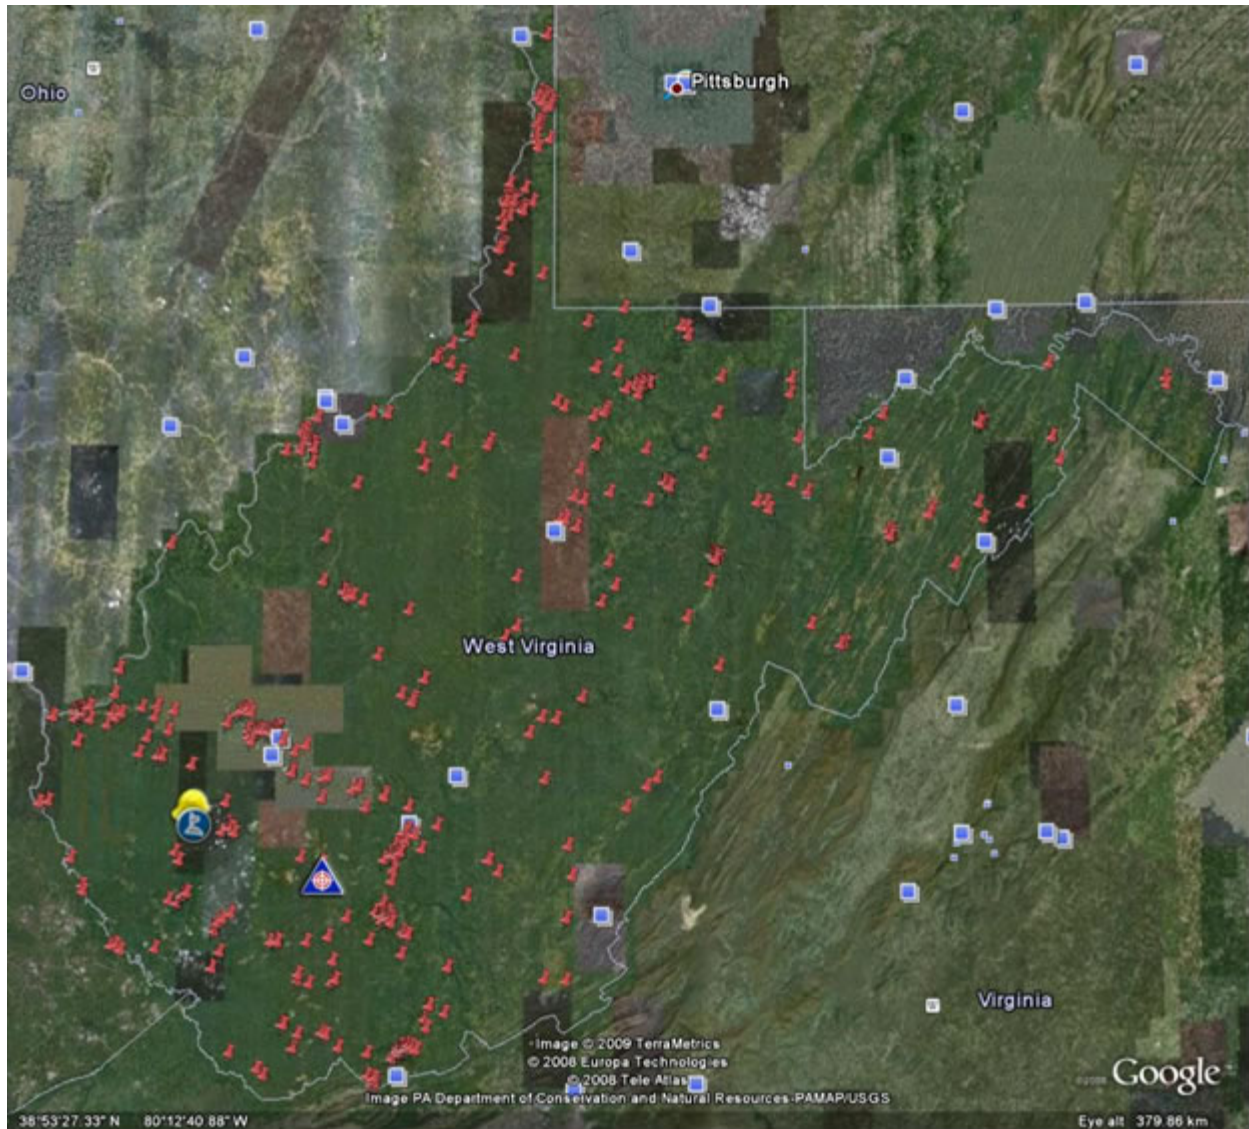 Ohio
Pittsburgh
West Virginia
Virginia
Image © 2009 TerraMetrics
© 2008 Europa Technologies
© 2008 Tele Atlas
Image PA Department of Conservation and Natural Resources-PAMAP/USGS
©2008 Google
38°53'27.33" N 80°12'40.88" W Eye alt 379.86 km